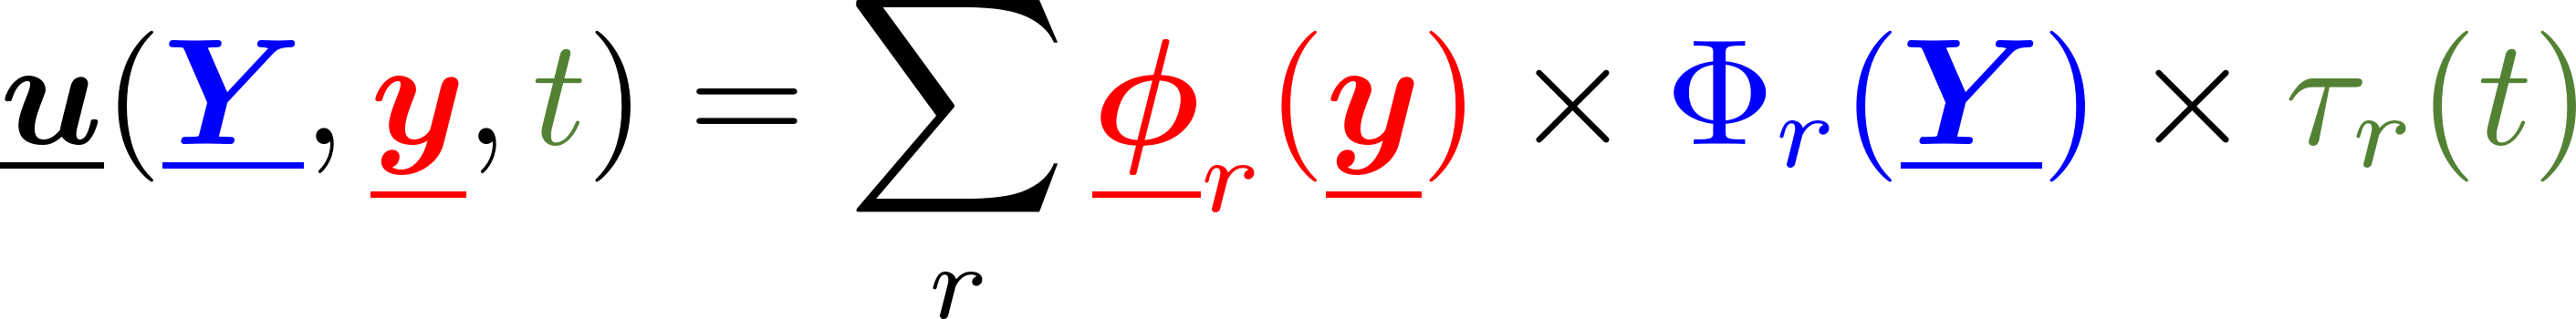 u(Y, y, t) = ∑ ϕ_r(y) × Φ_r(Y) × τ_r(t)
r